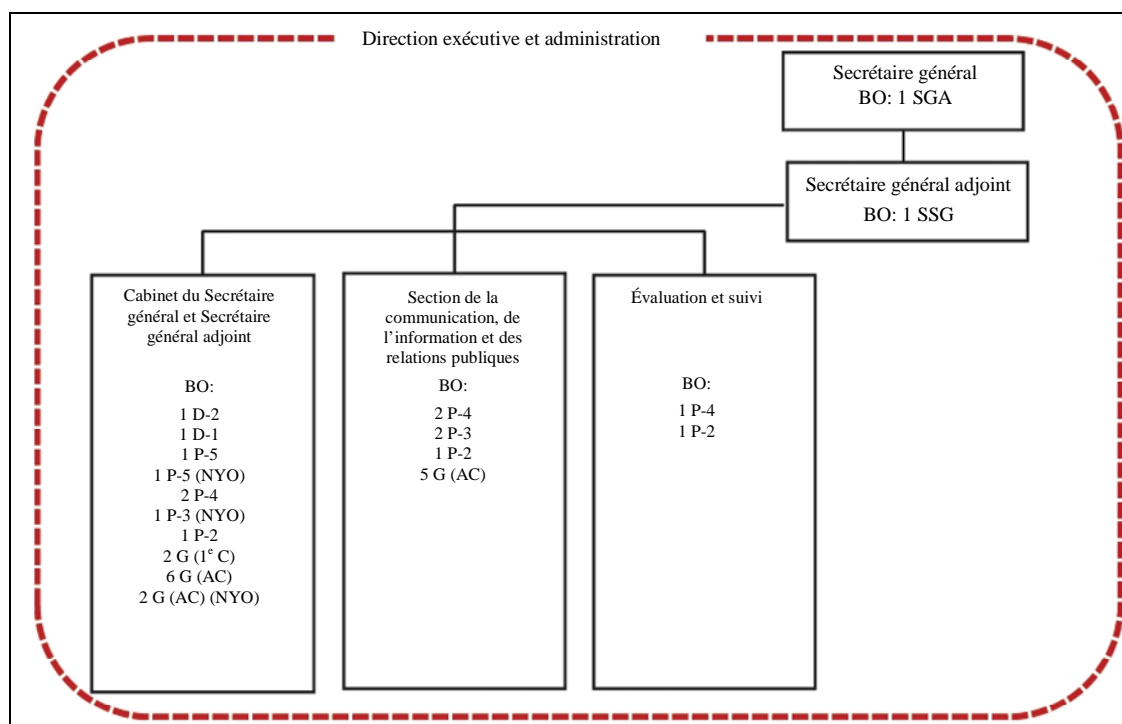 Direction exécutive et administration
Secrétaire général
BO: 1 SGA
Secrétaire général adjoint
BO: 1 SSG
Cabinet du Secrétaire
général et Secrétaire
général adjoint
BO:
1 D-2
1 D-1
1 P-5
1 P-5 (NYO)
2 P-4
1 P-3 (NYO)
1 P-2
2 G (1e C)
6 G (AC)
2 G (AC) (NYO)
Section de la
communication, de
l’information et des
relations publiques
BO:
2 P-4
2 P-3
1 P-2
5 G (AC)
Évaluation et suivi
BO:
1 P-4
1 P-2